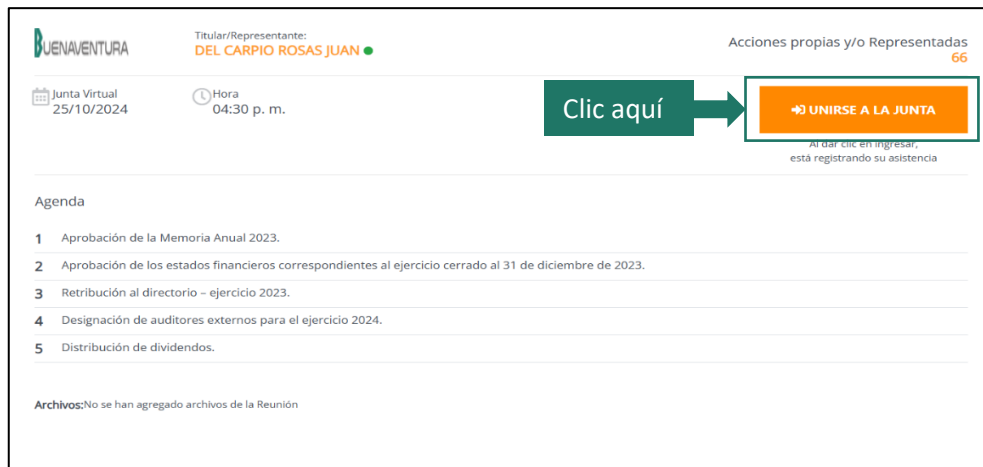 BUENAVENTURA
Titular/Representante:
DEL CARPIO ROSAS JUAN
Acciones propias y/o Representadas
66
Junta Virtual
25/10/2024
Hora
04:30 p. m.
Clic aquí
UNIRSE A LA JUNTA
Al dar clic en ingresar,
está registrando su asistencia
Agenda
1 Aprobación de la Memoria Anual 2023.
2 Aprobación de los estados financieros correspondientes al ejercicio cerrado al 31 de diciembre de 2023.
3 Retribución al directorio – ejercicio 2023.
4 Designación de auditores externos para el ejercicio 2024.
5 Distribución de dividendos.
Archivos:No se han agregado archivos de la Reunión